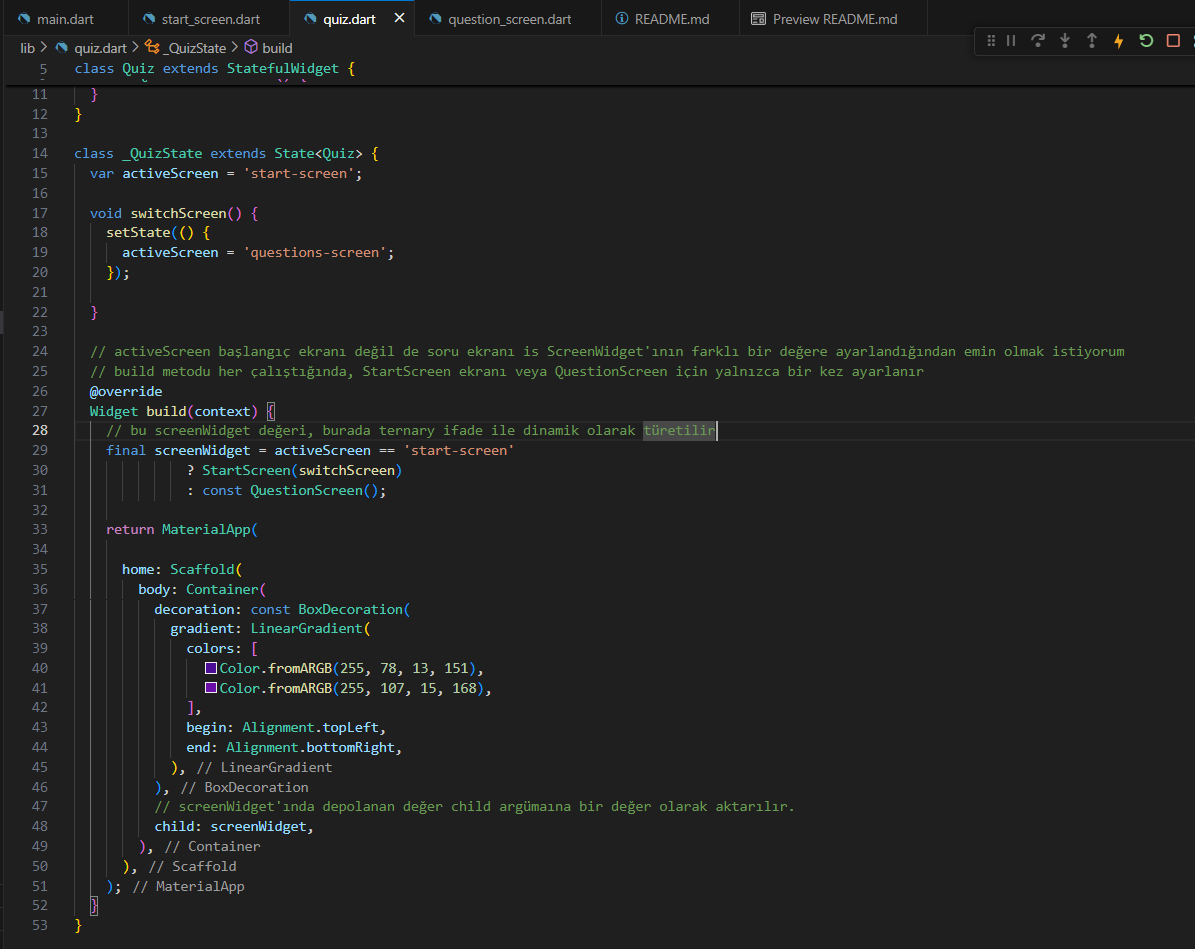 main.dart start_screen.dart quiz.dart question_screen.dart README.md Preview README.md
lib > quiz.dart > _QuizState > build
5 class Quiz extends StatefulWidget {
11 }
12 }
13
14 class _QuizState extends State<Quiz> {
15 var activeScreen = 'start-screen';
16
17 void switchScreen() {
18 setState(() {
19 activeScreen = 'questions-screen';
20 });
21
22 }
23
24 // activeScreen başlangıç ekranı değil de soru ekranı is ScreenWidget'ının farklı bir değere ayarlandığından emin olmak istiyorum
25 // build metodu her çalıştığında, StartScreen ekranı veya QuestionScreen için yalnızca bir kez ayarlanır
26 @override
27 Widget build(context) {
28 // bu screenWidget değeri, burada ternary ifade ile dinamik olarak türetilir
29 final screenWidget = activeScreen == 'start-screen'
30 ? StartScreen(switchScreen)
31 : const QuestionScreen();
32
33 return MaterialApp(
34
35 home: Scaffold(
36 body: Container(
37 decoration: const BoxDecoration(
38 gradient: LinearGradient(
39 colors: [
40 Color.fromARGB(255, 78, 13, 151),
41 Color.fromARGB(255, 107, 15, 168),
42 ],
43 begin: Alignment.topLeft,
44 end: Alignment.bottomRight,
45 ), // LinearGradient
46 ), // BoxDecoration
47 // screenWidget'ında depolanan değer child argümaına bir değer olarak aktarılır.
48 child: screenWidget,
49 ), // Container
50 ), // Scaffold
51 ); // MaterialApp
52 }
53 }